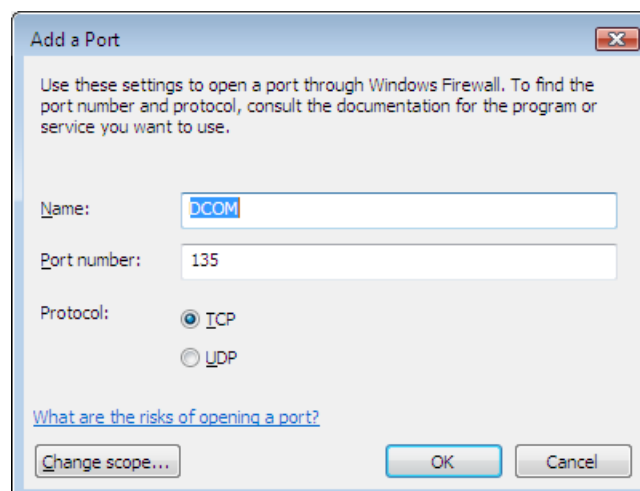 Add a Port
Use these settings to open a port through Windows Firewall. To find the
port number and protocol, consult the documentation for the program or
service you want to use.
Name:
DCOM
Port number:
135
Protocol:
TCP
UDP
What are the risks of opening a port?
Change scope...
OK
Cancel